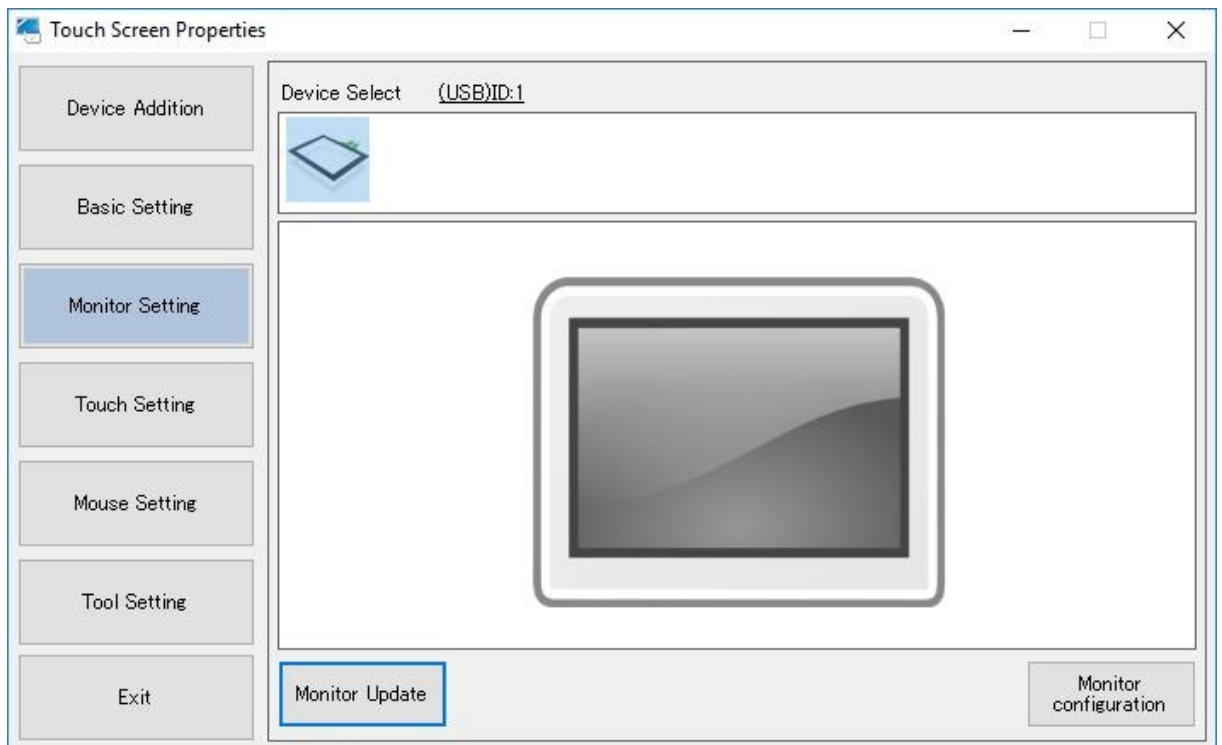 Touch Screen Properties
Device Addition
Basic Setting
Monitor Setting
Touch Setting
Mouse Setting
Tool Setting
Exit
Device Select (USB)ID:1
Monitor Update
Monitor
configuration